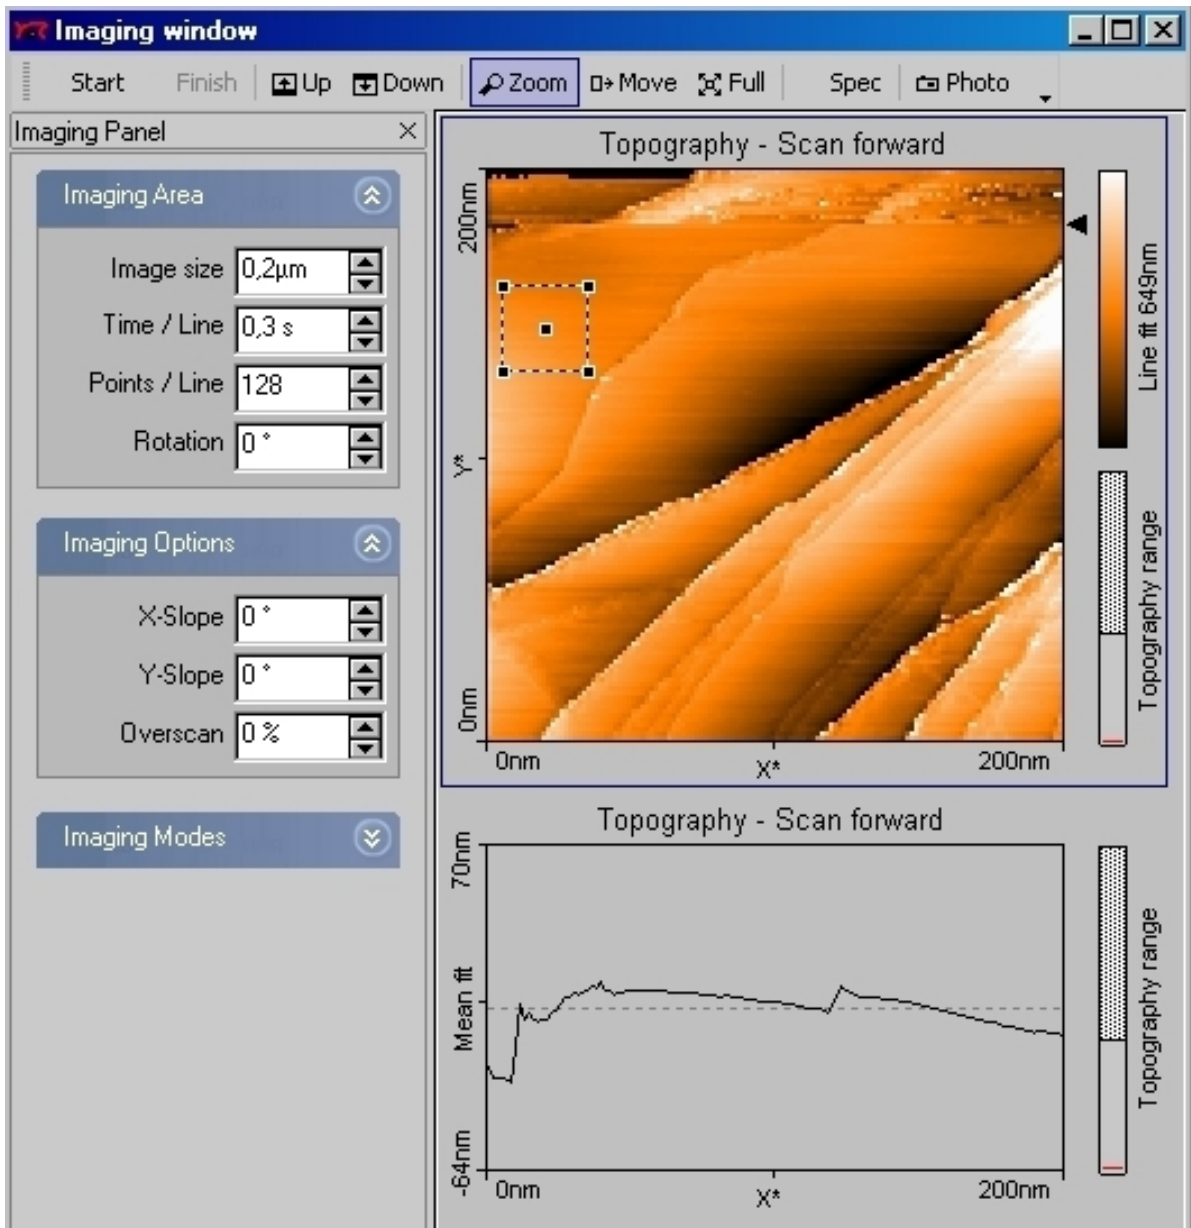 Imaging window
Start Finish Up Down Zoom Move Full Spec Photo
Imaging Panel
Imaging Area
Image size 0,2µm
Time / Line 0,3 s
Points / Line 128
Rotation 0 °
Imaging Options
X-Slope 0 °
Y-Slope 0 °
Overscan 0 %
Imaging Modes
Topography - Scan forward
200nm
Y*
0nm
0nm X* 200nm
Line fit 649nm
Topography range
Topography - Scan forward
70nm
Mean fit
-64nm
0nm X* 200nm
Topography range